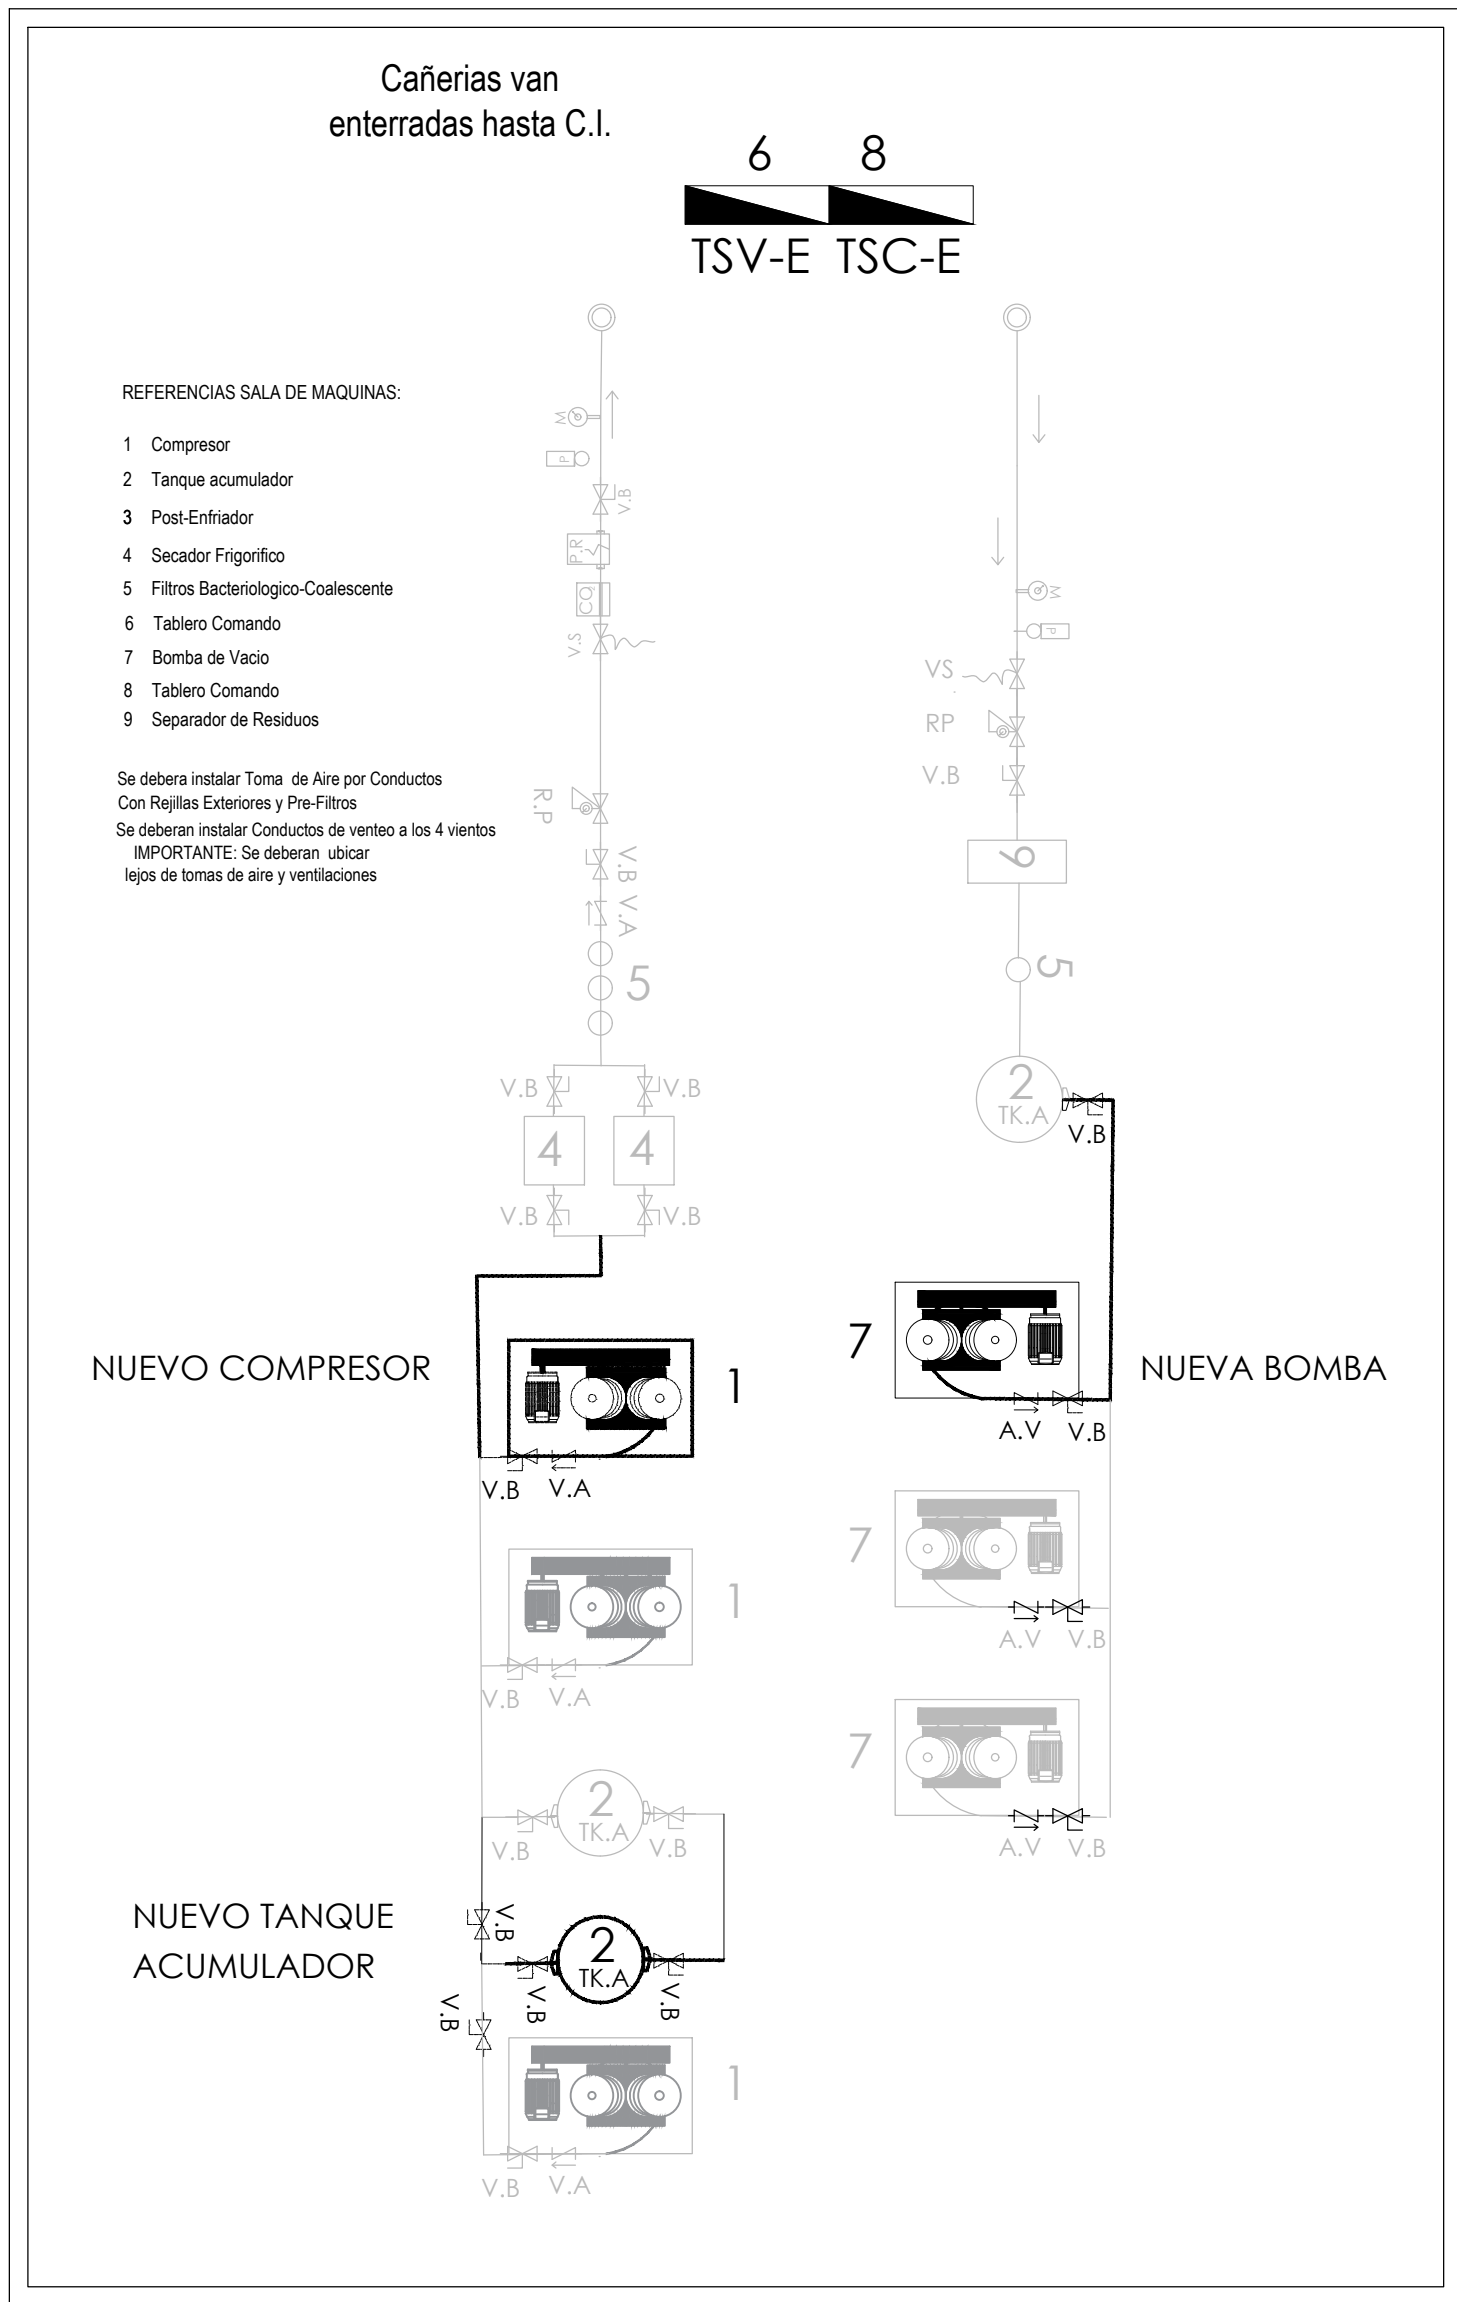 Cañerias van
enterradas hasta C.I.
6 8
TSV-E TSC-E
REFERENCIAS SALA DE MAQUINAS:
1 Compresor
2 Tanque acumulador
3 Post-Enfriador
4 Secador Frigorifico
5 Filtros Bacteriologico-Coalescente
6 Tablero Comando
7 Bomba de Vacio
8 Tablero Comando
9 Separador de Residuos
Se debera instalar Toma de Aire por Conductos
Con Rejillas Exteriores y Pre-Filtros
Se deberan instalar Conductos de venteo a los 4 vientos
IMPORTANTE: Se deberan ubicar
lejos de tomas de aire y ventilaciones
M
P
V.B
P.R
CO2
V.S
R.P
V.B
V.A
5
V.B
V.B
4
4
V.B
V.B
NUEVO COMPRESOR
1
V.B
V.A
1
V.B
V.A
2
TK.A
V.B
V.B
NUEVO TANQUE
ACUMULADOR
V.B
2
TK.A
V.B
V.B
V.B
1
V.B
V.A
M
P
VS
RP
V.B
9
5
2
TK.A
V.B
7
NUEVA BOMBA
A.V
V.B
7
A.V
V.B
7
A.V
V.B